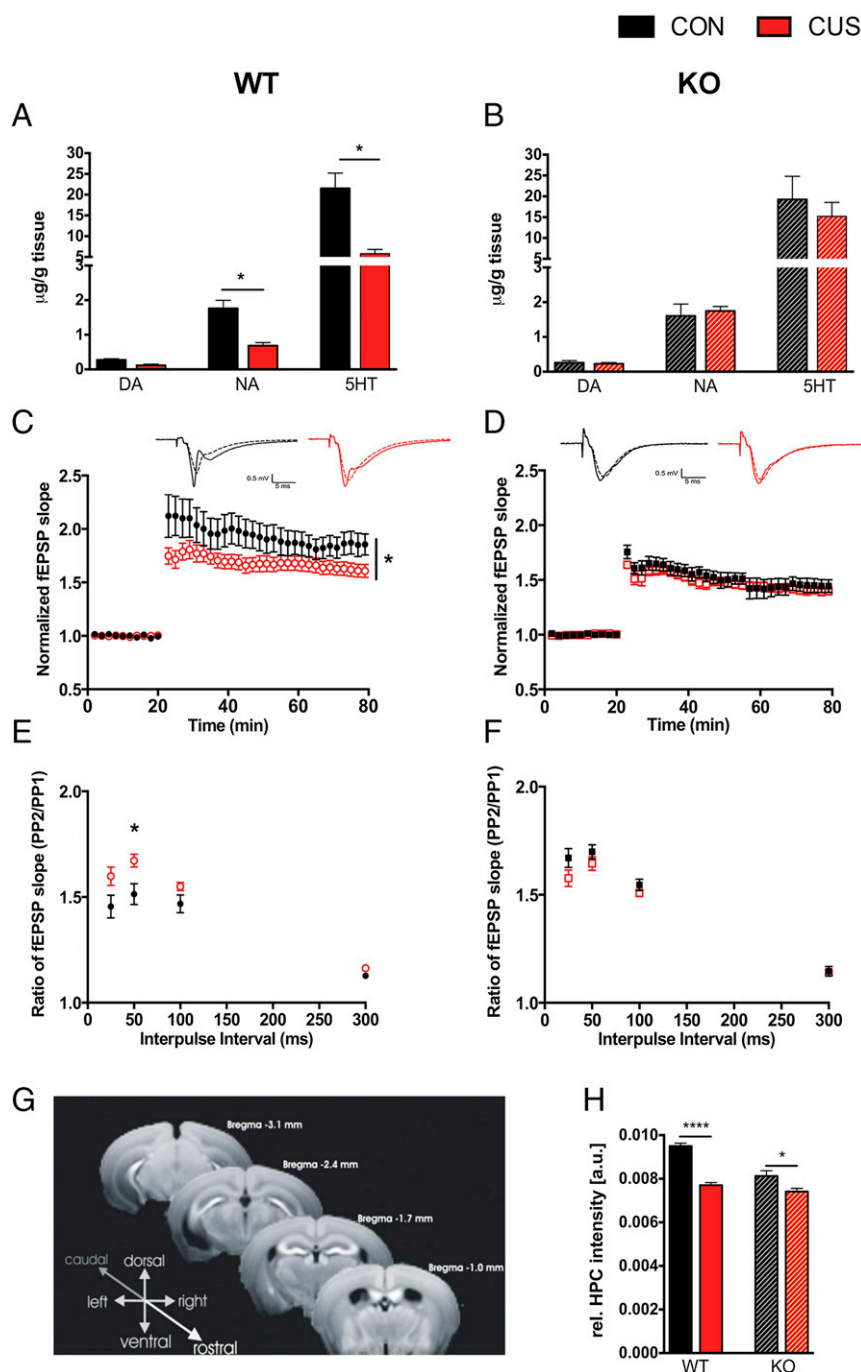 CON CUS
WT KO
A
30
25
20
15
10
5
3
2
1
0
µg/g tissue
*
*
DA NA 5HT
B
30
25
20
15
10
5
3
2
1
0
µg/g tissue
DA NA 5HT
C
0.5 mV
5 ms
2.5
2.0
1.5
1.0
0.5
Normalized fEPSP slope
*
0 20 40 60 80
Time (min)
D
0.5 mV
5 ms
2.5
2.0
1.5
1.0
0.5
Normalized fEPSP slope
0 20 40 60 80
Time (min)
E
2.0
1.5
1.0
Ratio of fEPSP slope (PP2/PP1)
*
0 50 100 150 200 250 300
Interpulse Interval (ms)
F
2.0
1.5
1.0
Ratio of fEPSP slope (PP2/PP1)
0 50 100 150 200 250 300
Interpulse Interval (ms)
G
Bregma -3.1 mm
Bregma -2.4 mm
Bregma -1.7 mm
Bregma -1.0 mm
caudal
dorsal
left
right
ventral
rostral
H
0.010
0.008
0.006
0.004
0.002
0.000
rel. HPC intensity [a.u.]
****
*
WT KO